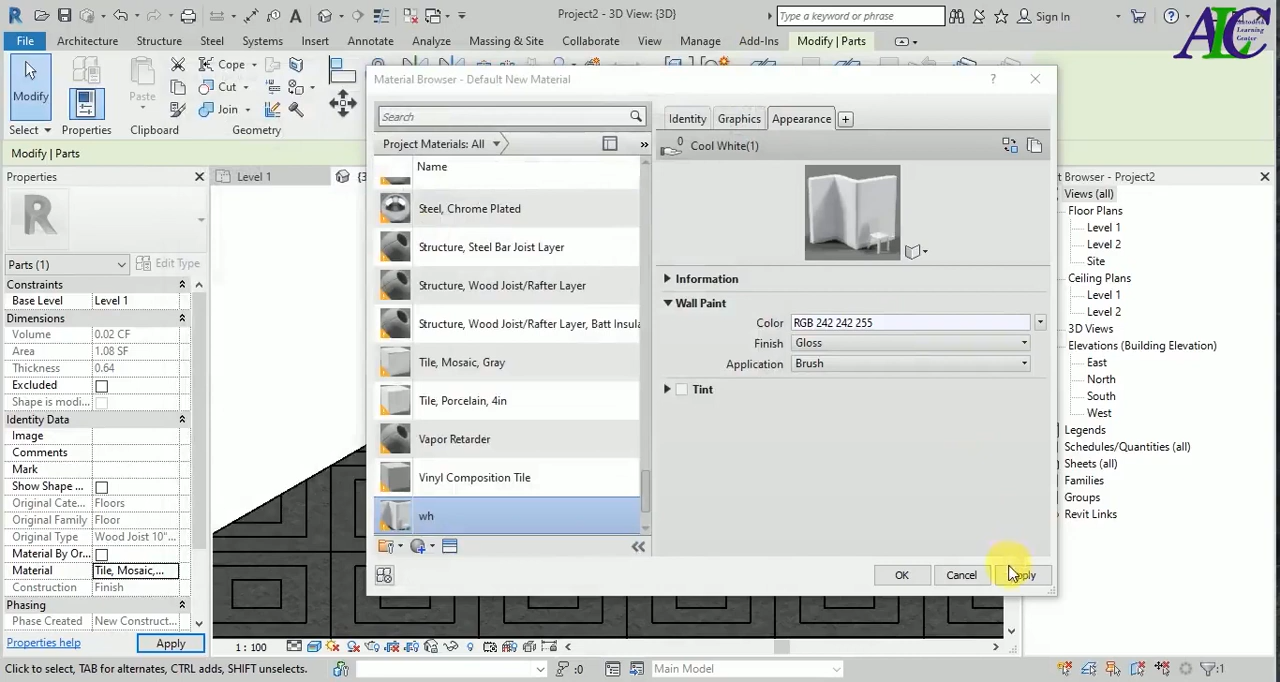 Project2 - 3D View: {3D}
Type a keyword or phrase
Sign In
ALC
Autodesk
Learning
Center
File
Architecture
Structure
Steel
Systems
Insert
Annotate
Analyze
Massing & Site
Collaborate
View
Manage
Add-Ins
Modify | Parts
Modify
Select
Properties
Paste
Clipboard
Cope
Cut
Join
Geometry
Modify | Parts
Properties
Parts (1)
Edit Type
Constraints
Base Level Level 1
Dimensions
Volume 0.02 CF
Area 1.08 SF
Thickness 0.64
Excluded
Shape is modi...
Identity Data
Image
Comments
Mark
Show Shape ...
Original Cate... Floors
Original Family Floor
Original Type Wood Joist 10"...
Material By Or...
Material Tile, Mosaic,...
Construction Finish
Phasing
Phase Created New Construct...
Properties help
Apply
Level 1
{3
Material Browser - Default New Material
?
Search
Project Materials: All
Name
Steel, Chrome Plated
Structure, Steel Bar Joist Layer
Structure, Wood Joist/Rafter Layer
Structure, Wood Joist/Rafter Layer, Batt Insula
Tile, Mosaic, Gray
Tile, Porcelain, 4in
Vapor Retarder
Vinyl Composition Tile
wh
Identity
Graphics
Appearance
0
Cool White(1)
Information
Wall Paint
Color RGB 242 242 255
Finish Gloss
Application Brush
Tint
OK
Cancel
Apply
t Browser - Project2
Views (all)
Floor Plans
Level 1
Level 2
Site
Ceiling Plans
Level 1
Level 2
3D Views
Elevations (Building Elevation)
East
North
South
West
Legends
Schedules/Quantities (all)
Sheets (all)
Families
Groups
Revit Links
1 : 100
Click to select, TAB for alternates, CTRL adds, SHIFT unselects.
:0
Main Model
:1